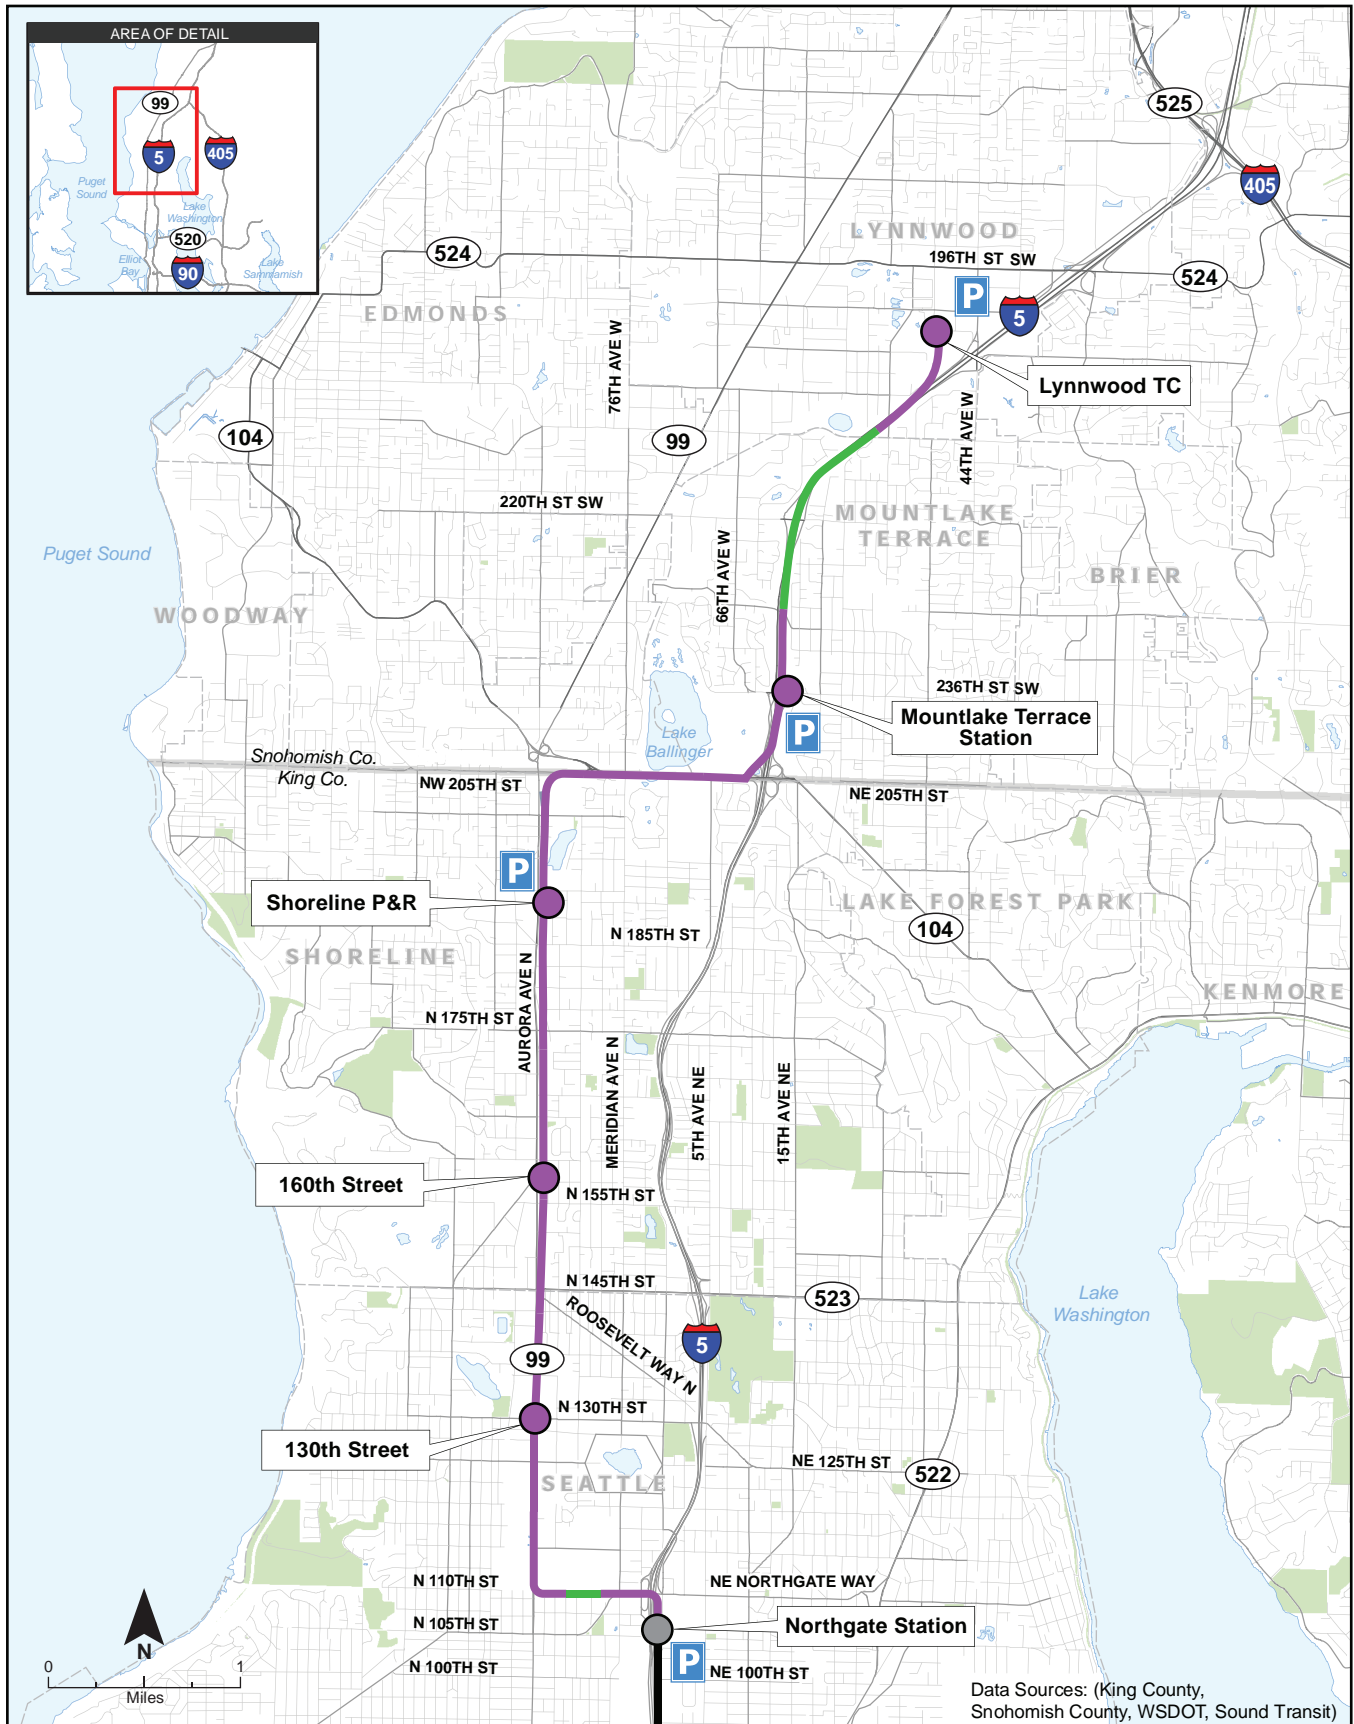 AREA OF DETAIL
99
5
405
Puget
Sound
Lake
Washington
520
Elliot
Bay
90
Lake
Sammamish
525
405
LYNNWOOD
196TH ST SW
524
524
P
5
EDMONDS
76TH AVE W
Lynnwood TC
44TH AVE W
104
99
220TH ST SW
MOUNTLAKE
TERRACE
Puget Sound
66TH AVE W
BRIER
WOODWAY
236TH ST SW
Mountlake Terrace
Station
P
Lake
Ballinger
Snohomish Co.
King Co.
NW 205TH ST
NE 205TH ST
P
Shoreline P&R
LAKE FOREST PARK
104
N 185TH ST
SHORELINE
AURORA AVE N
KENMORE
N 175TH ST
MERIDIAN AVE N
5TH AVE NE
15TH AVE NE
160th Street
N 155TH ST
N 145TH ST
523
Lake
Washington
ROOSEVELT WAY N
5
99
N 130TH ST
130th Street
NE 125TH ST
522
SEATTLE
N 110TH ST
NE NORTHGATE WAY
N 105TH ST
Northgate Station
N 100TH ST
P
NE 100TH ST
N
0
1
Miles
Data Sources: (King County,
Snohomish County, WSDOT, Sound Transit)